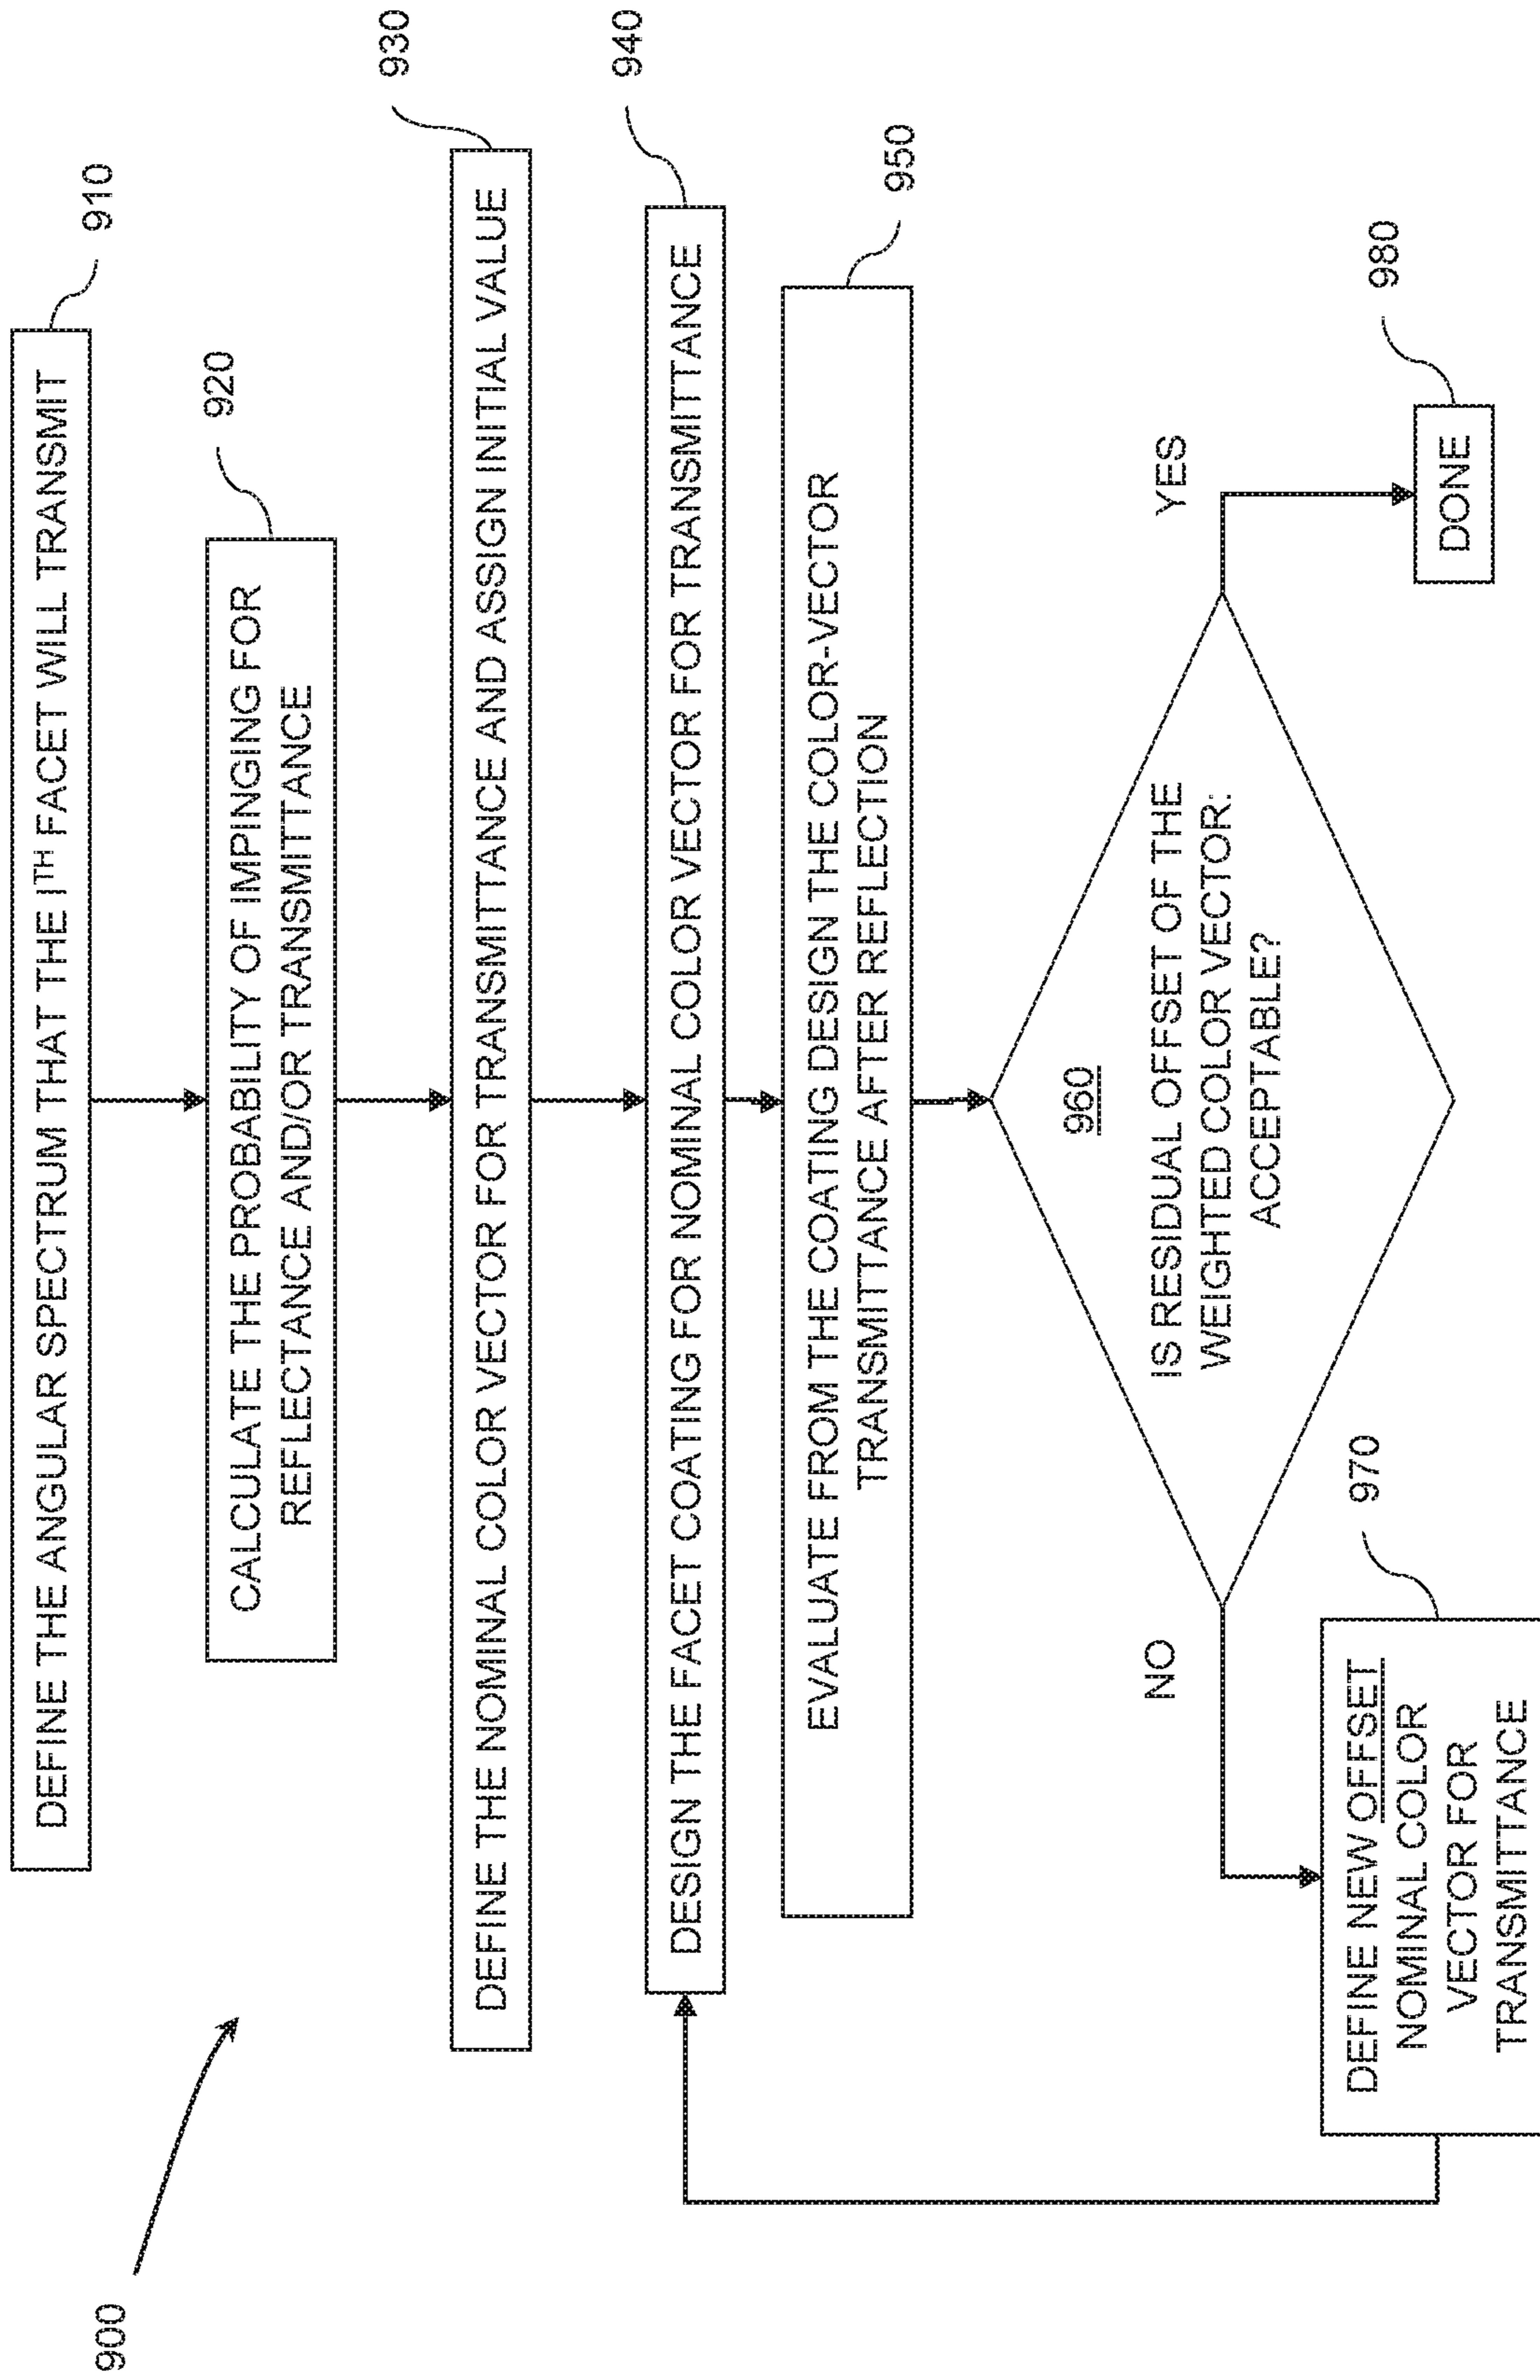 900
DEFINE THE ANGULAR SPECTRUM THAT THE ITH FACET WILL TRANSMIT
910
CALCULATE THE PROBABILITY OF IMPINGING FOR
REFLECTANCE AND/OR TRANSMITTANCE
920
DEFINE THE NOMINAL COLOR VECTOR FOR TRANSMITTANCE AND ASSIGN INITIAL VALUE
930
DESIGN THE FACET COATING FOR NOMINAL COLOR VECTOR FOR TRANSMITTANCE
940
EVALUATE FROM THE COATING DESIGN THE COLOR-VECTOR
TRANSMITTANCE AFTER REFLECTION
950
960
IS RESIDUAL OFFSET OF THE
WEIGHTED COLOR VECTOR:
ACCEPTABLE?
NO
YES
DEFINE NEW OFFSET
NOMINAL COLOR
VECTOR FOR
TRANSMITTANCE
970
DONE
980